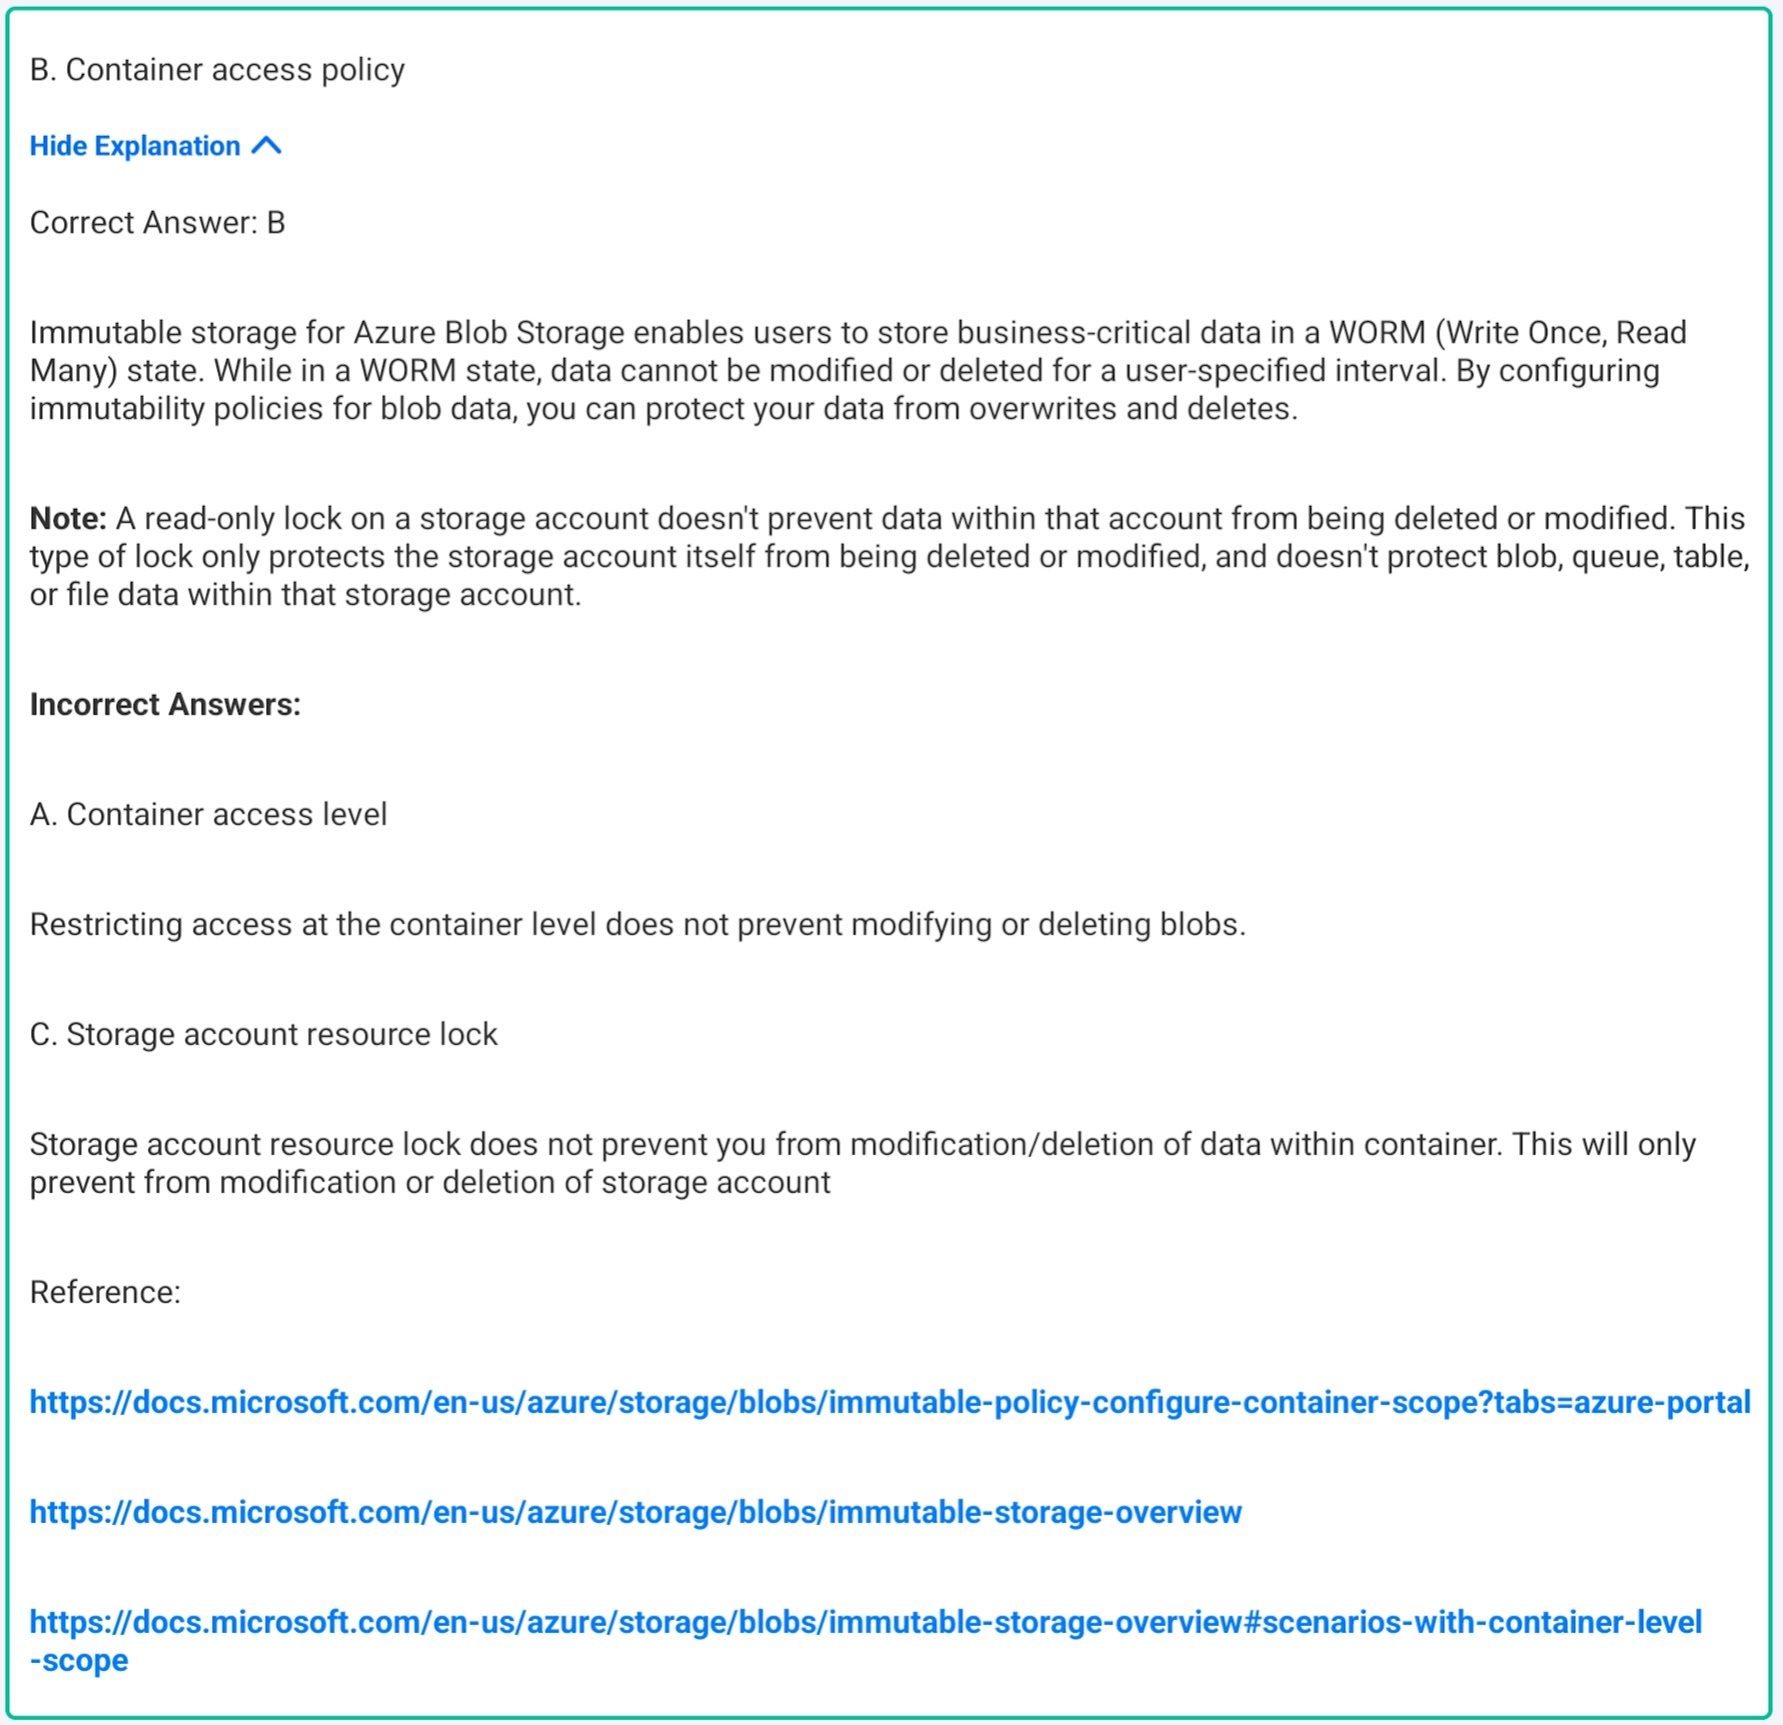 B. Container access policy
Hide Explanation
Correct Answer: B
Immutable storage for Azure Blob Storage enables users to store business-critical data in a WORM (Write Once, Read
Many) state. While in a WORM state, data cannot be modified or deleted for a user-specified interval. By configuring
immutability policies for blob data, you can protect your data from overwrites and deletes.
Note: A read-only lock on a storage account doesn't prevent data within that account from being deleted or modified. This
type of lock only protects the storage account itself from being deleted or modified, and doesn't protect blob, queue, table,
or file data within that storage account.
Incorrect Answers:
A. Container access level
Restricting access at the container level does not prevent modifying or deleting blobs.
C. Storage account resource lock
Storage account resource lock does not prevent you from modification/deletion of data within container. This will only
prevent from modification or deletion of storage account
Reference:
https://docs.microsoft.com/en-us/azure/storage/blobs/immutable-policy-configure-container-scope?tabs=azure-portal
https://docs.microsoft.com/en-us/azure/storage/blobs/immutable-storage-overview
https://docs.microsoft.com/en-us/azure/storage/blobs/immutable-storage-overview#scenarios-with-container-level
-scope